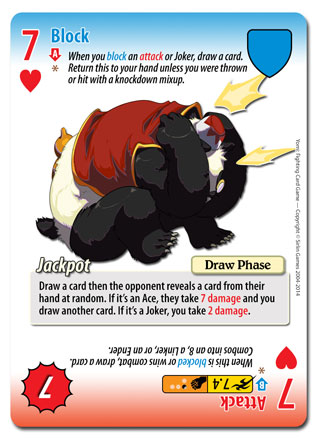 7 Block
When you block an attack or Joker, draw a card.
* Return this to your hand unless you were thrown
or hit with a knockdown mixup.
Yomi: Fighting Card Game — Copyright © Sirlin Games 2004-2014
Jackpot
Draw Phase
Draw a card then the opponent reveals a card from their
hand at random. If it's an Ace, they take 7 damage and you
draw another card. If it's a Joker, you take 2 damage.
7 Attack
7.4
When this is blocked or wins combat, draw a card.
Combos into an 8, a Linker, or an Ender.
7